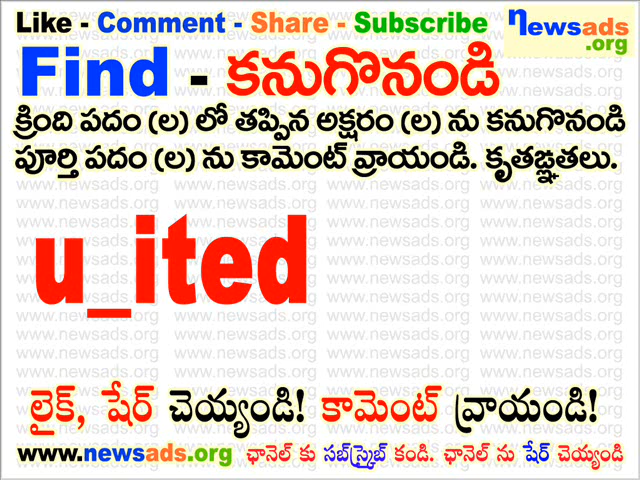 Like - Comment - Share - Subscribe
newsads
.org
Find - కనుగొనండి
క్రింది పదం (ల) లో తప్పిన అక్షరం (ల) ను కనుగొనండి
పూర్తి పదం (ల) ను కామెంట్ వ్రాయండి. కృతఙ్ఞతలు.
u_ited
లైక్, షేర్ చెయ్యండి! కామెంట్ వ్రాయండి!
www.newsads.org ఛానెల్ కు సబ్‌స్క్రైబ్ కండి. ఛానెల్ ను షేర్ చెయ్యండి